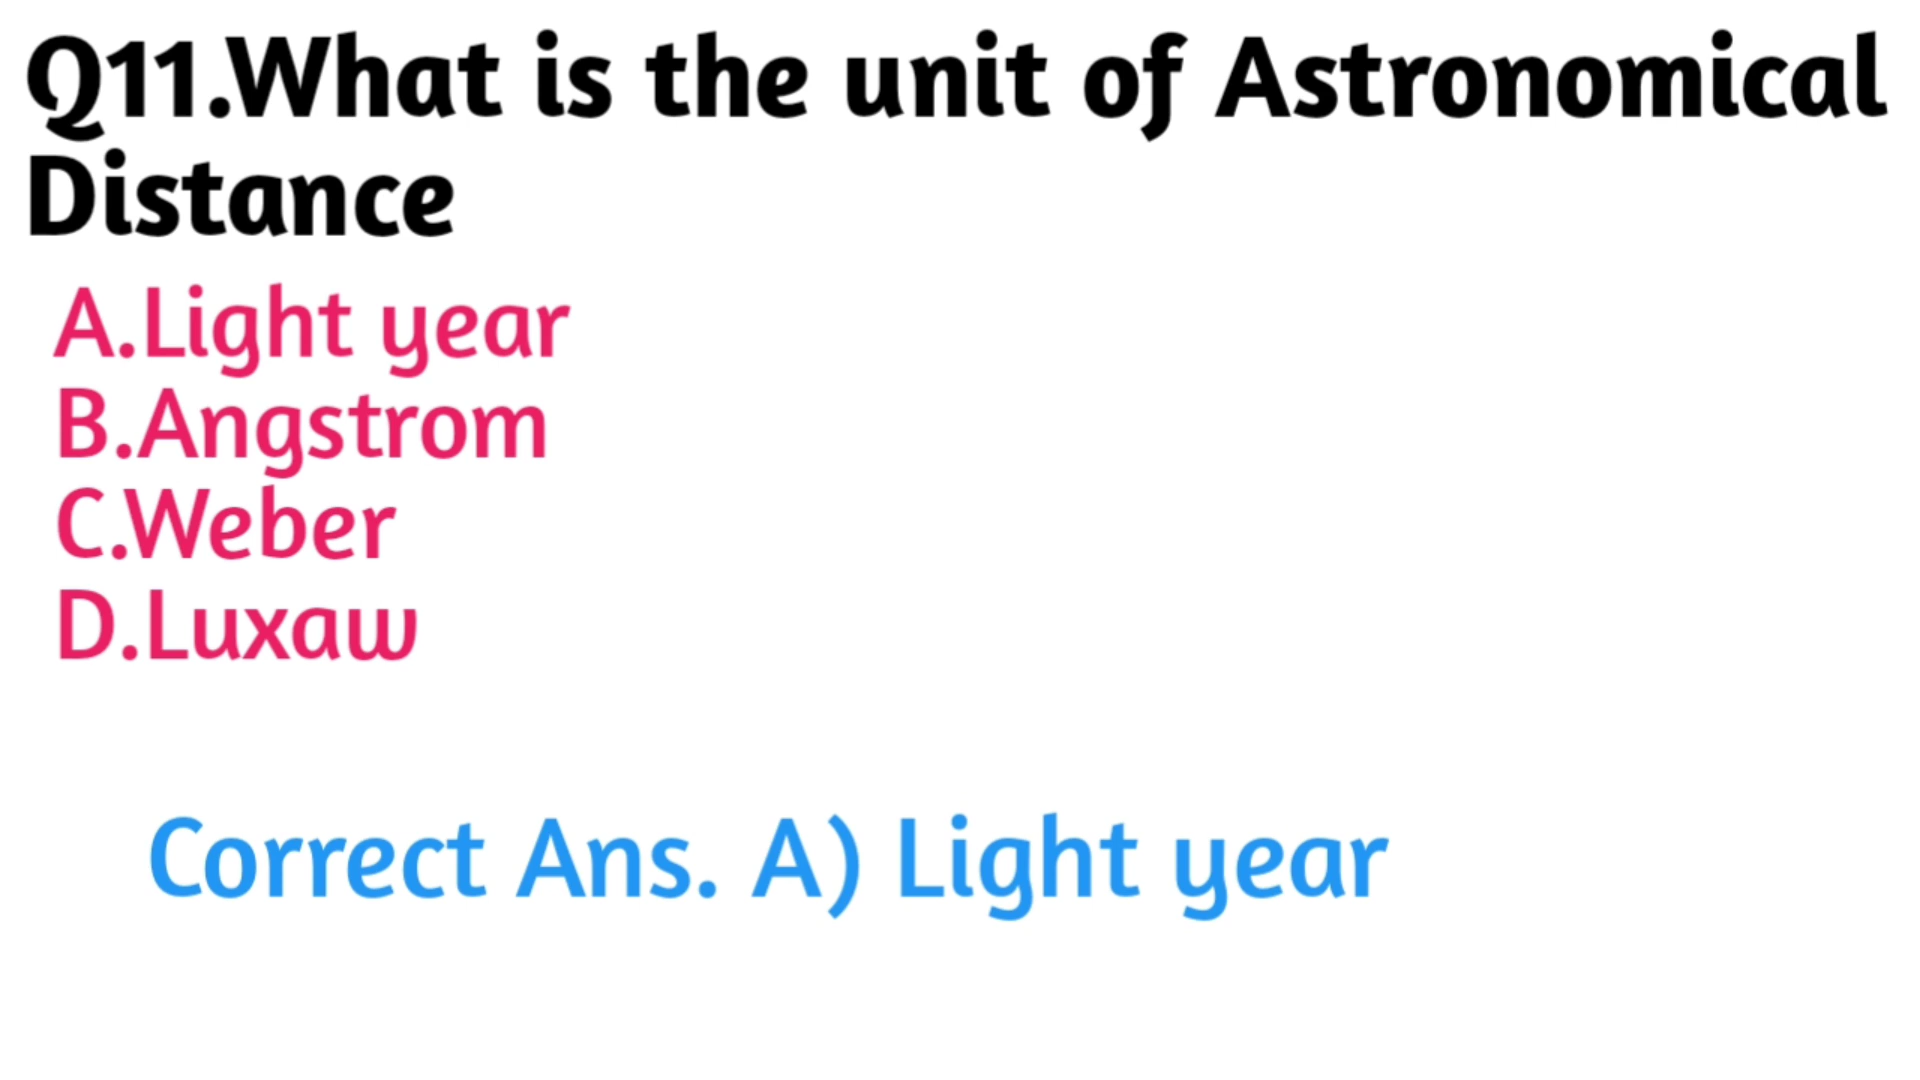 Q11.What is the unit of Astronomical
Distance
A.Light year
B.Angstrom
C.Weber
D.Luxaw
Correct Ans. A) Light year